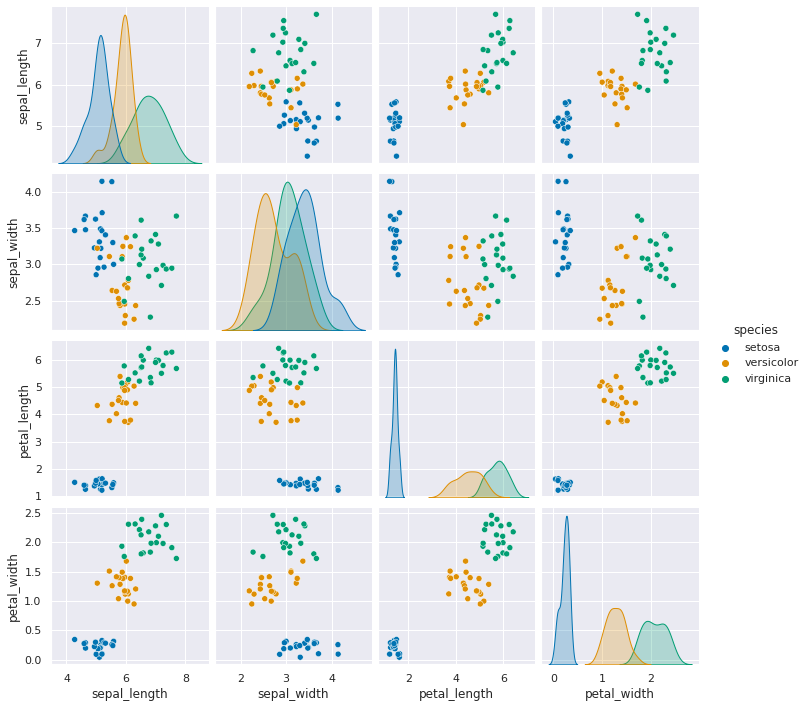 sepal_length
7
6
5
sepal_width
4.0
3.5
3.0
2.5
species
setosa
versicolor
virginica
petal_length
6
5
4
3
2
1
petal_width
2.5
2.0
1.5
1.0
0.5
0.0
4 6 8 2 3 4 2 4 6 0 1 2
sepal_length sepal_width petal_length petal_width